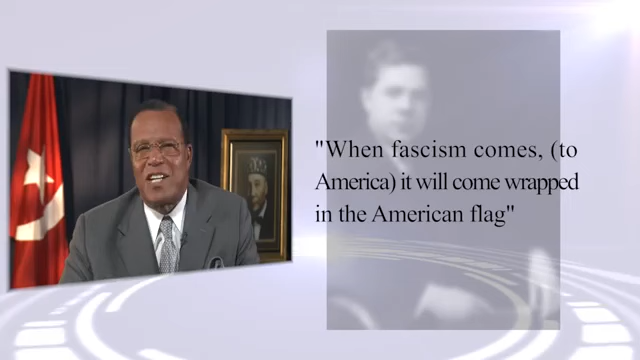 "When fascism comes, (to
America) it will come wrapped
in the American flag"